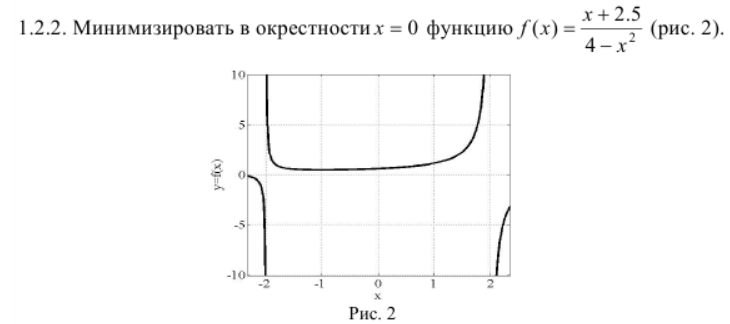 1.2.2. Минимизировать в окрестности x = 0 функцию f(x) = (x + 2.5)/(4 − x²) (рис. 2).
10
5
0
-5
-10
y=f(x)
-2 -1 0 1 2
x
Рис. 2